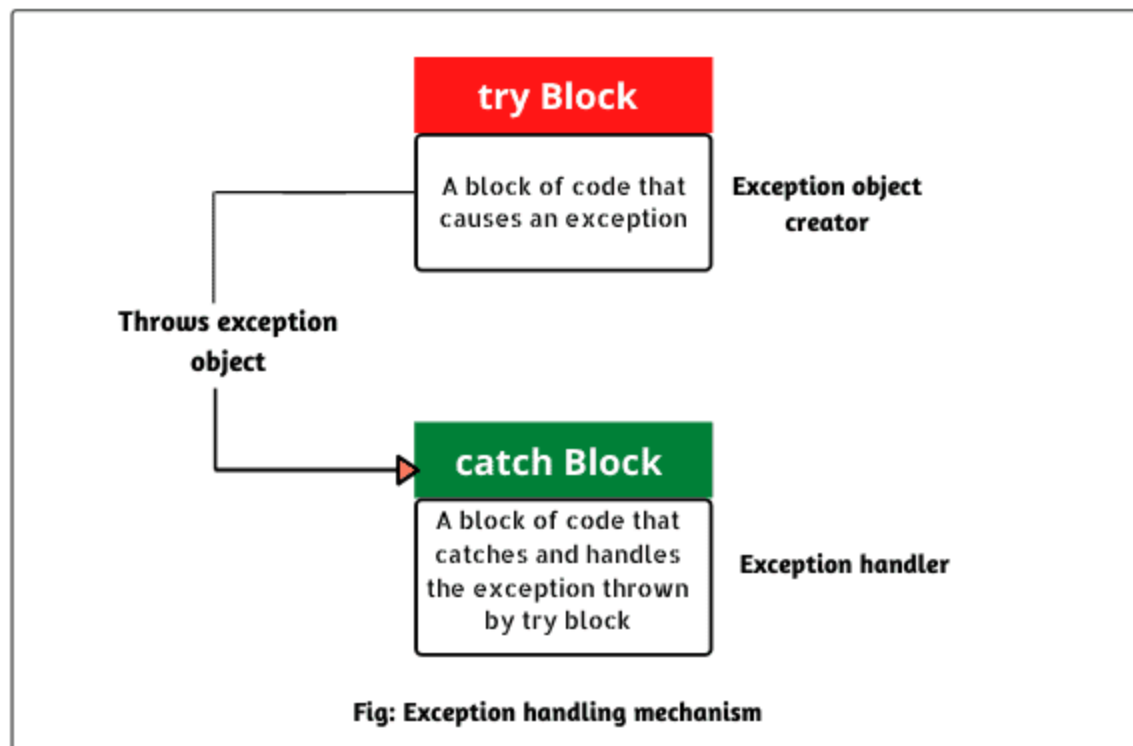 try Block
A block of code that
causes an exception
Exception object
creator
Throws exception
object
catch Block
A block of code that
catches and handles
the exception thrown
by try block
Exception handler
Fig: Exception handling mechanism